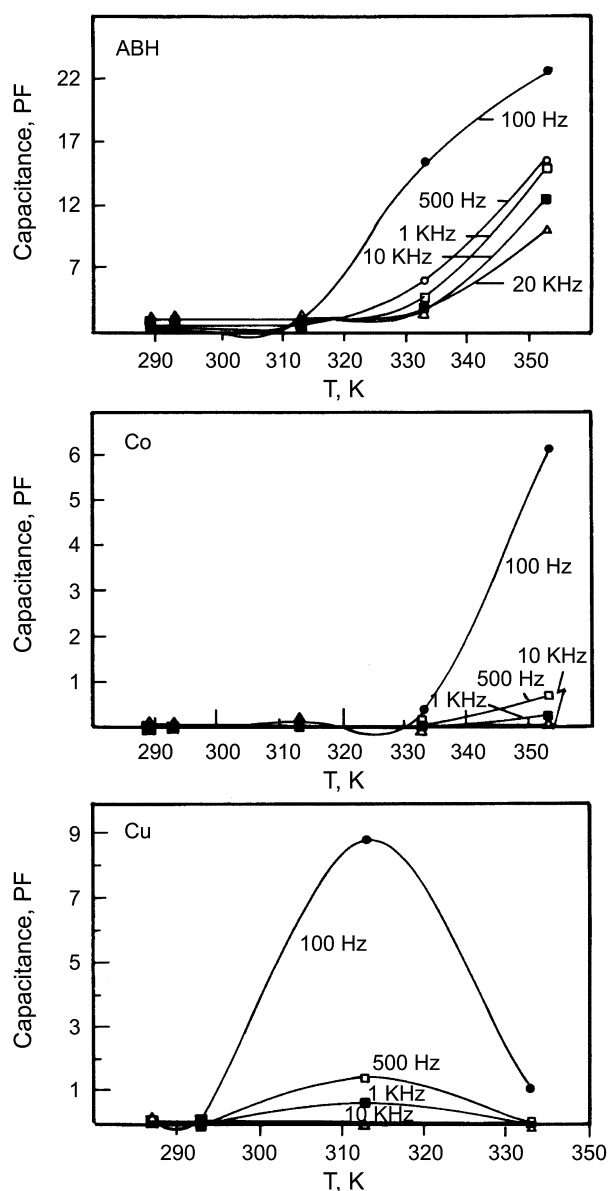 ABH
Capacitance, PF
22
17
12
7
100 Hz
500 Hz
1 KHz
10 KHz
20 KHz
290 300 310 320 330 340 350
T, K
Co
Capacitance, PF
6
5
4
3
2
1
100 Hz
10 KHz
500 Hz
1 KHz
290 300 310 320 330 340 350
T, K
Cu
Capacitance, PF
9
7
5
3
1
100 Hz
500 Hz
1 KHz
10 KHz
290 300 310 320 330 350
T, K